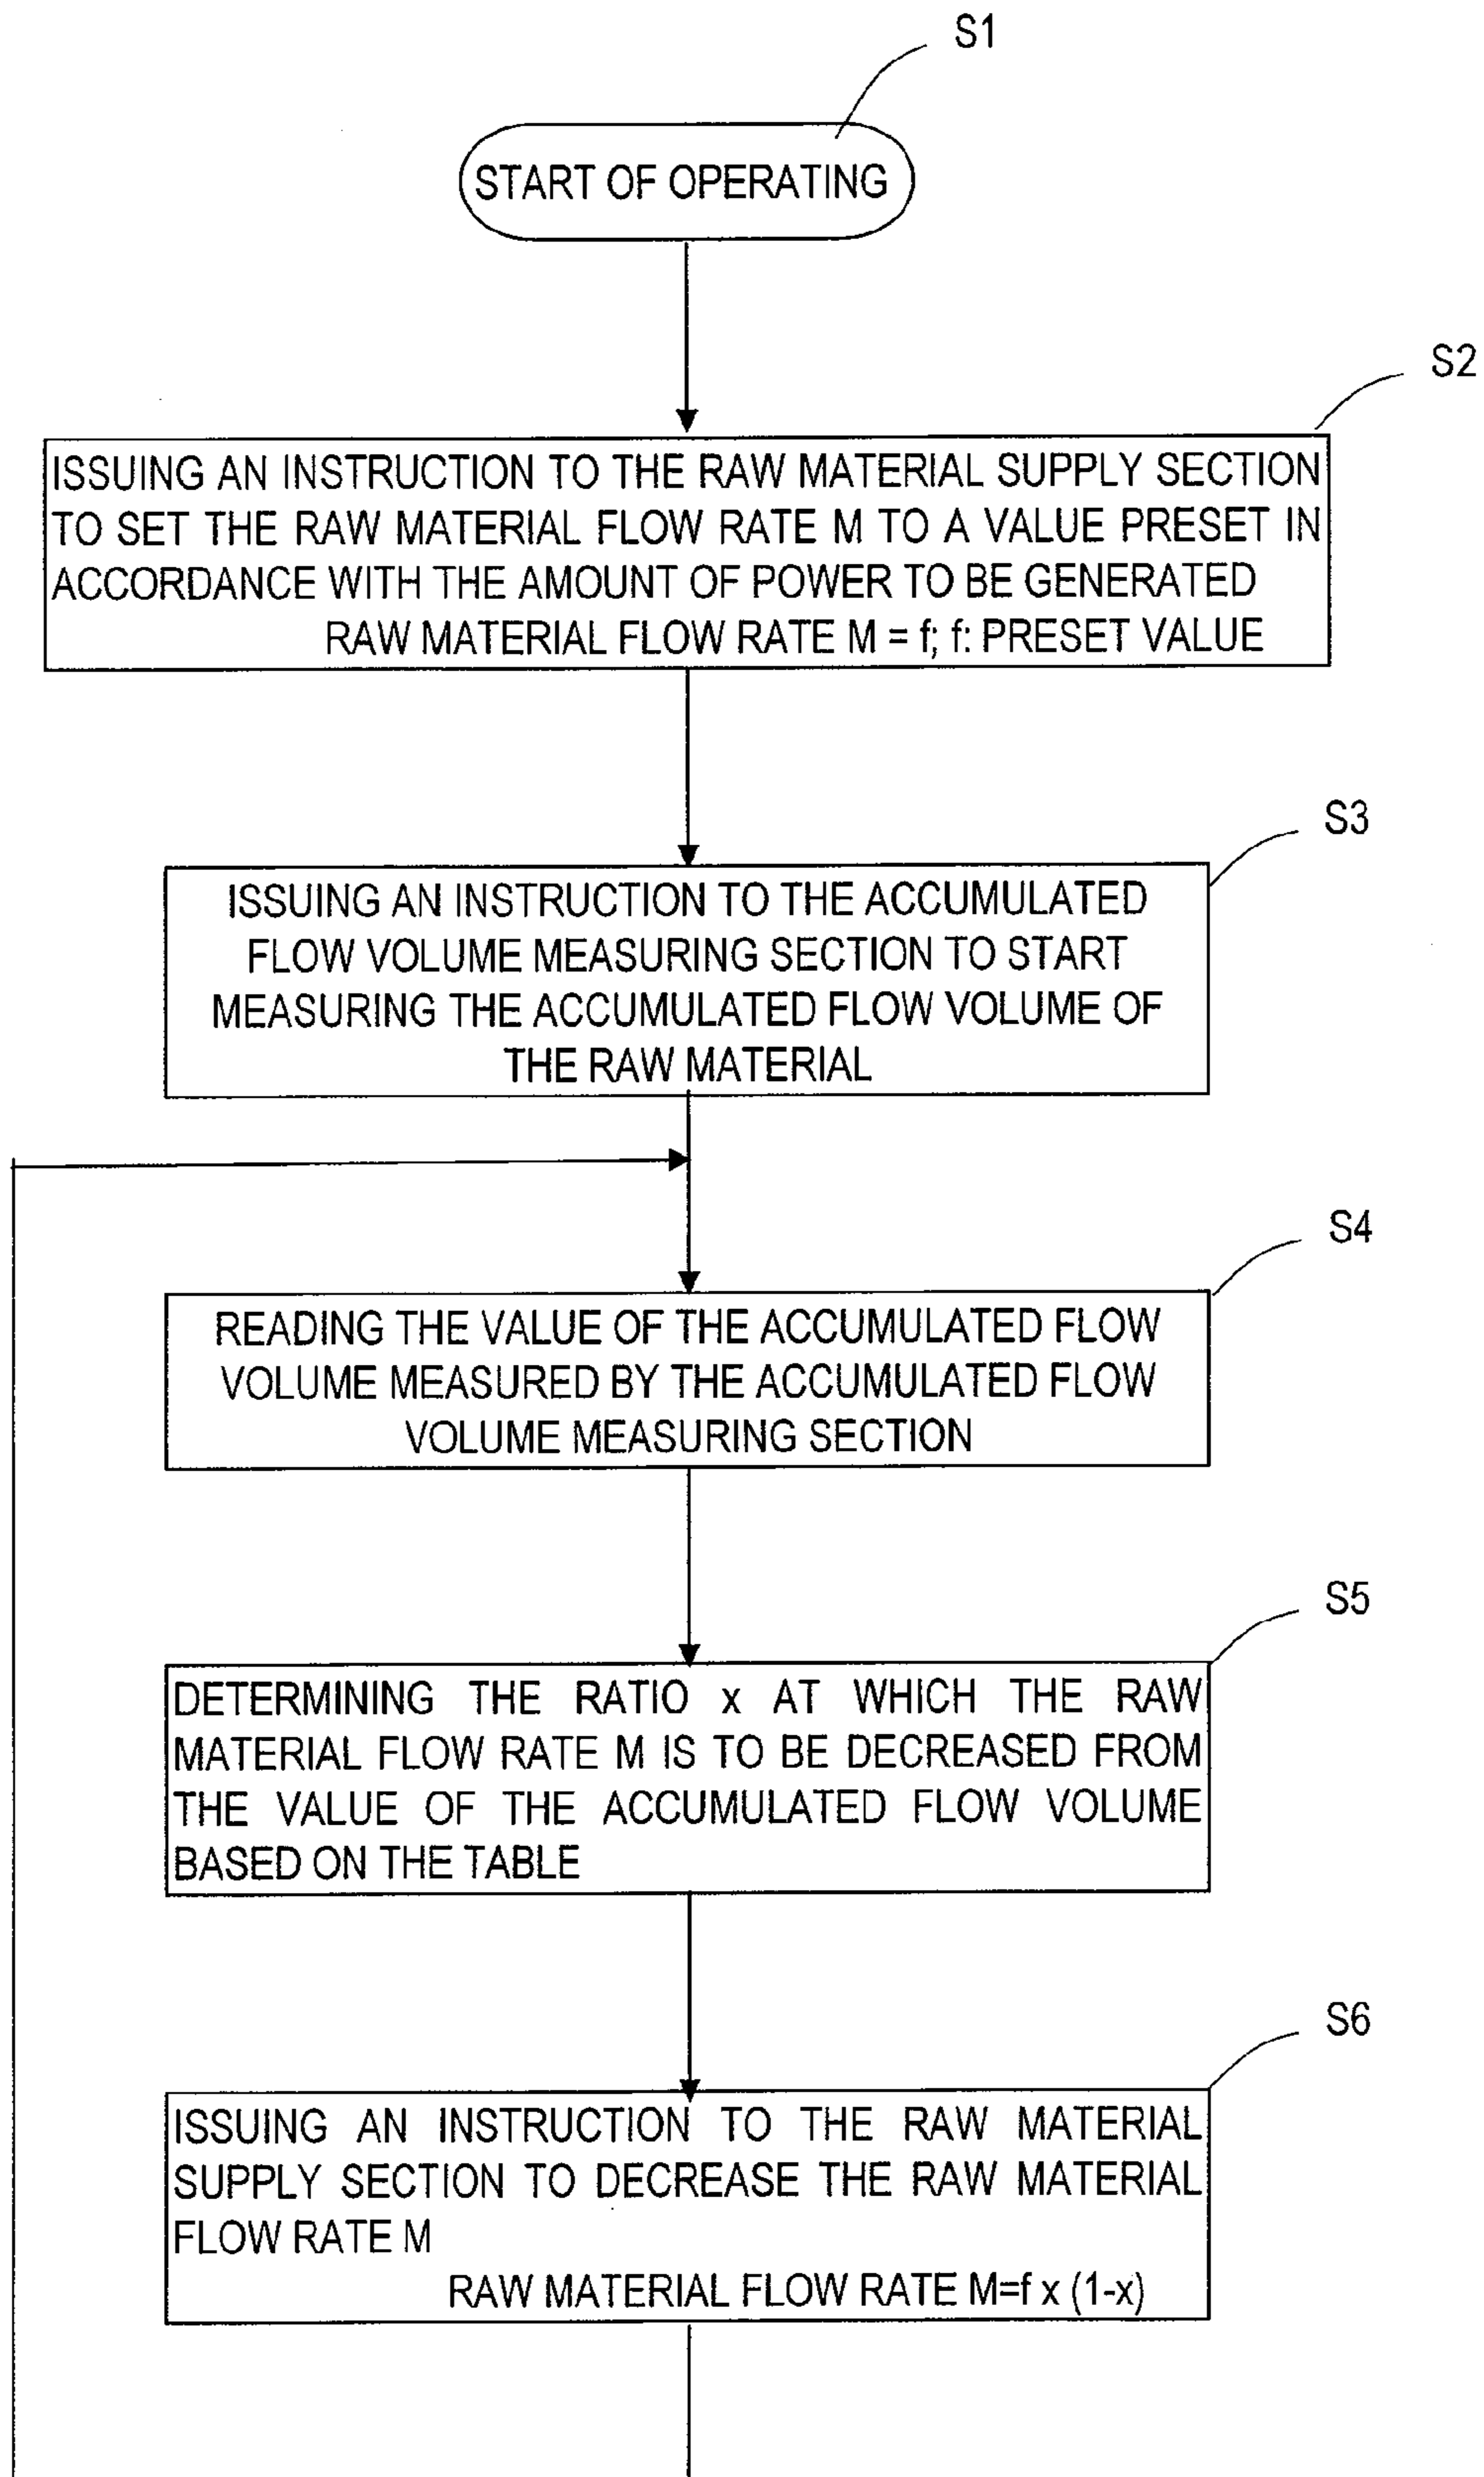 S1
START OF OPERATING
S2
ISSUING AN INSTRUCTION TO THE RAW MATERIAL SUPPLY SECTION
TO SET THE RAW MATERIAL FLOW RATE M TO A VALUE PRESET IN
ACCORDANCE WITH THE AMOUNT OF POWER TO BE GENERATED
RAW MATERIAL FLOW RATE M = f; f: PRESET VALUE
S3
ISSUING AN INSTRUCTION TO THE ACCUMULATED
FLOW VOLUME MEASURING SECTION TO START
MEASURING THE ACCUMULATED FLOW VOLUME OF
THE RAW MATERIAL
S4
READING THE VALUE OF THE ACCUMULATED FLOW
VOLUME MEASURED BY THE ACCUMULATED FLOW
VOLUME MEASURING SECTION
S5
DETERMINING THE RATIO x AT WHICH THE RAW
MATERIAL FLOW RATE M IS TO BE DECREASED FROM
THE VALUE OF THE ACCUMULATED FLOW VOLUME
BASED ON THE TABLE
S6
ISSUING AN INSTRUCTION TO THE RAW MATERIAL
SUPPLY SECTION TO DECREASE THE RAW MATERIAL
FLOW RATE M
RAW MATERIAL FLOW RATE M=f x (1-x)